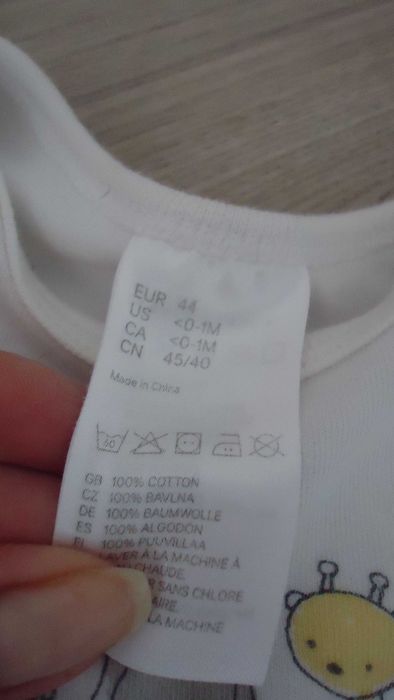 EUR 44
US <0-1M
CA <0-1M
CN 45/40
Made in China
60
GB 100% COTTON
CZ 100% BAVLNA
DE 100% BAUMWOLLE
ES 100% ALGODÓN
FI 100% PUUVILLAA
LAVER À LA MACHINE À
CHAUDE.
SANS CHLORE
LA MACHINE